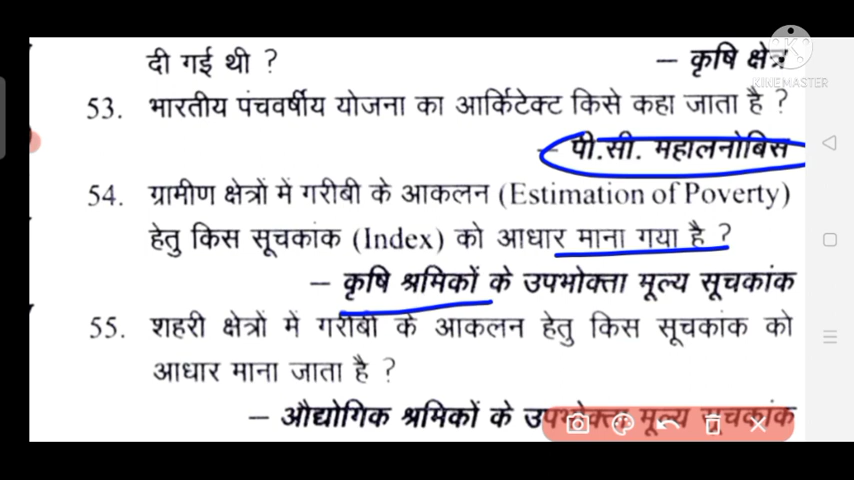 दी गई थी ?
– कृषि क्षेत्र
KINEMASTER
53. भारतीय पंचवर्षीय योजना का आर्किटेक्ट किसे कहा जाता है ?
– पी.सी. महालनोबिस
54. ग्रामीण क्षेत्रों में गरीबी के आकलन (Estimation of Poverty)
हेतु किस सूचकांक (Index) को आधार माना गया है ?
– कृषि श्रमिकों के उपभोक्ता मूल्य सूचकांक
55. शहरी क्षेत्रों में गरीबी के आकलन हेतु किस सूचकांक को
आधार माना जाता है ?
– औद्योगिक श्रमिकों के उपभोक्ता मूल्य सूचकांक